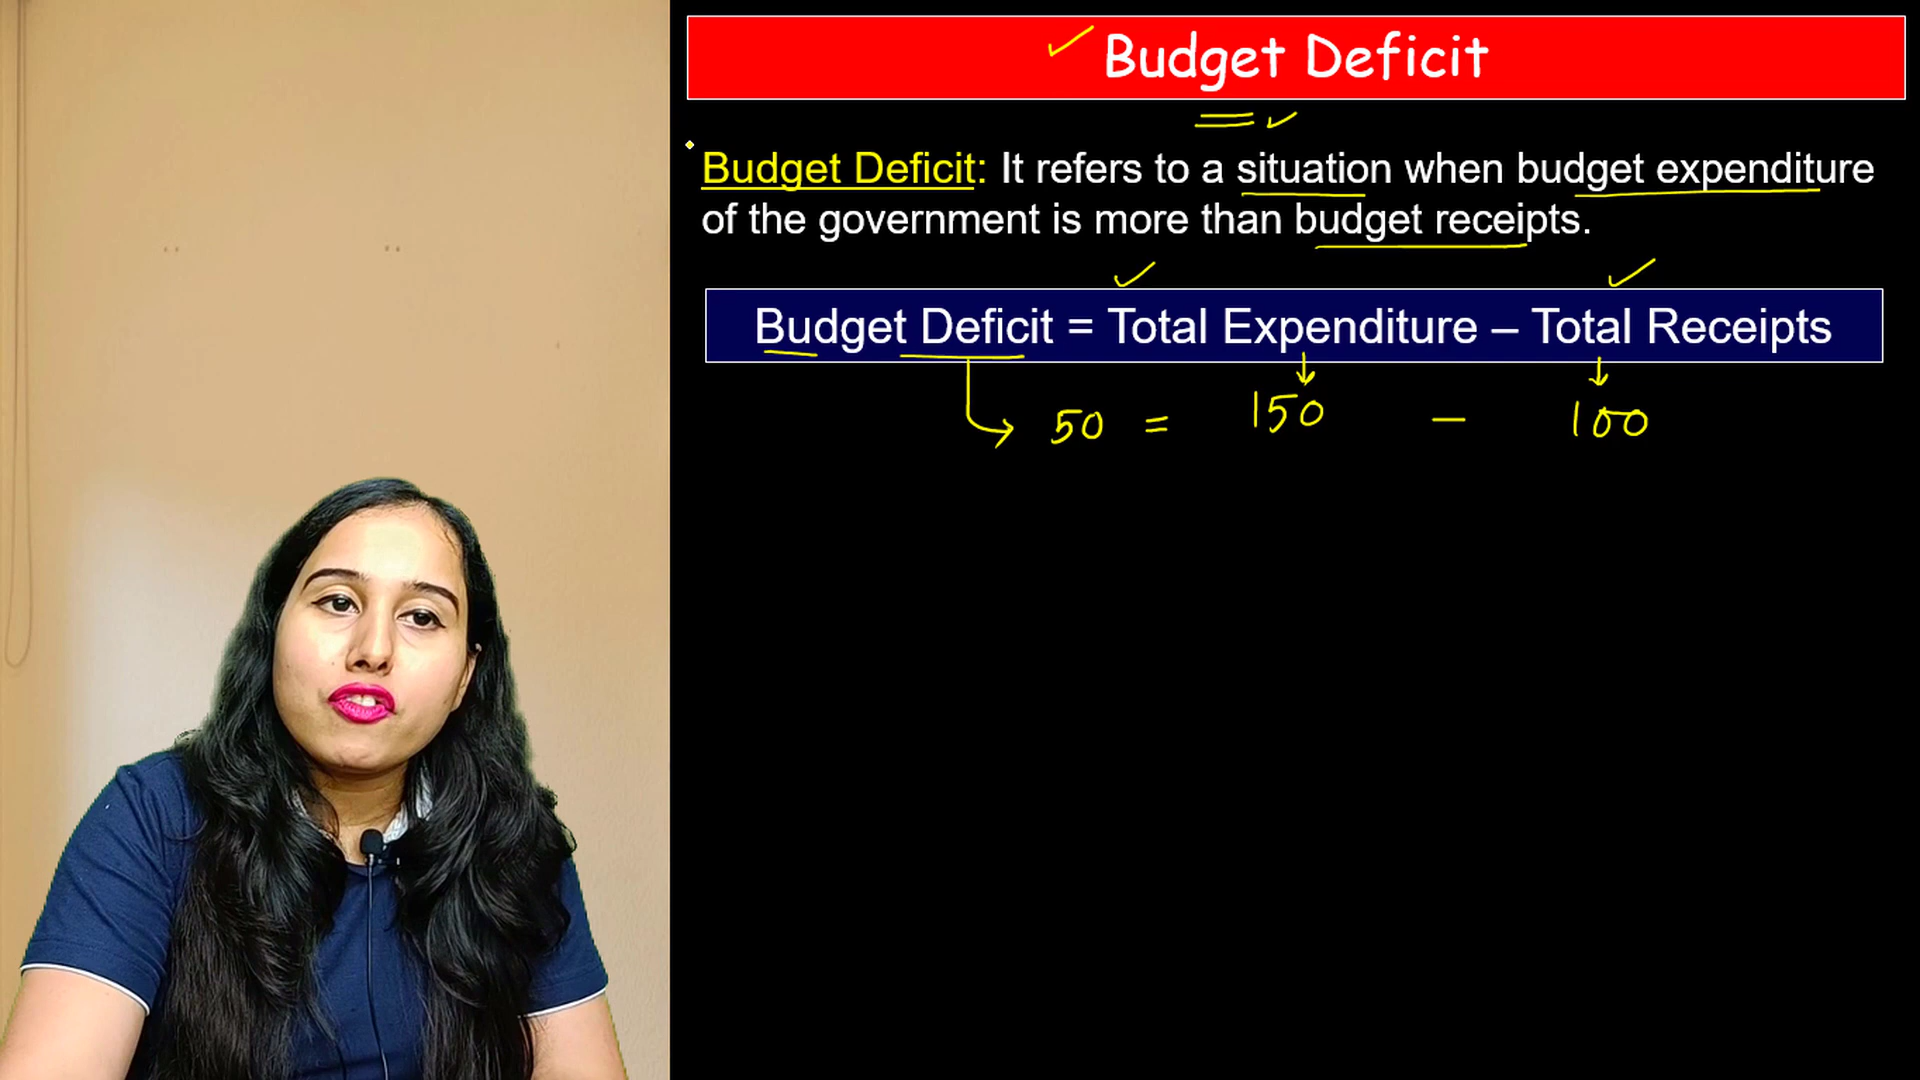 Budget Deficit
Budget Deficit: It refers to a situation when budget expenditure
of the government is more than budget receipts.
Budget Deficit = Total Expenditure – Total Receipts
50 = 150 – 100